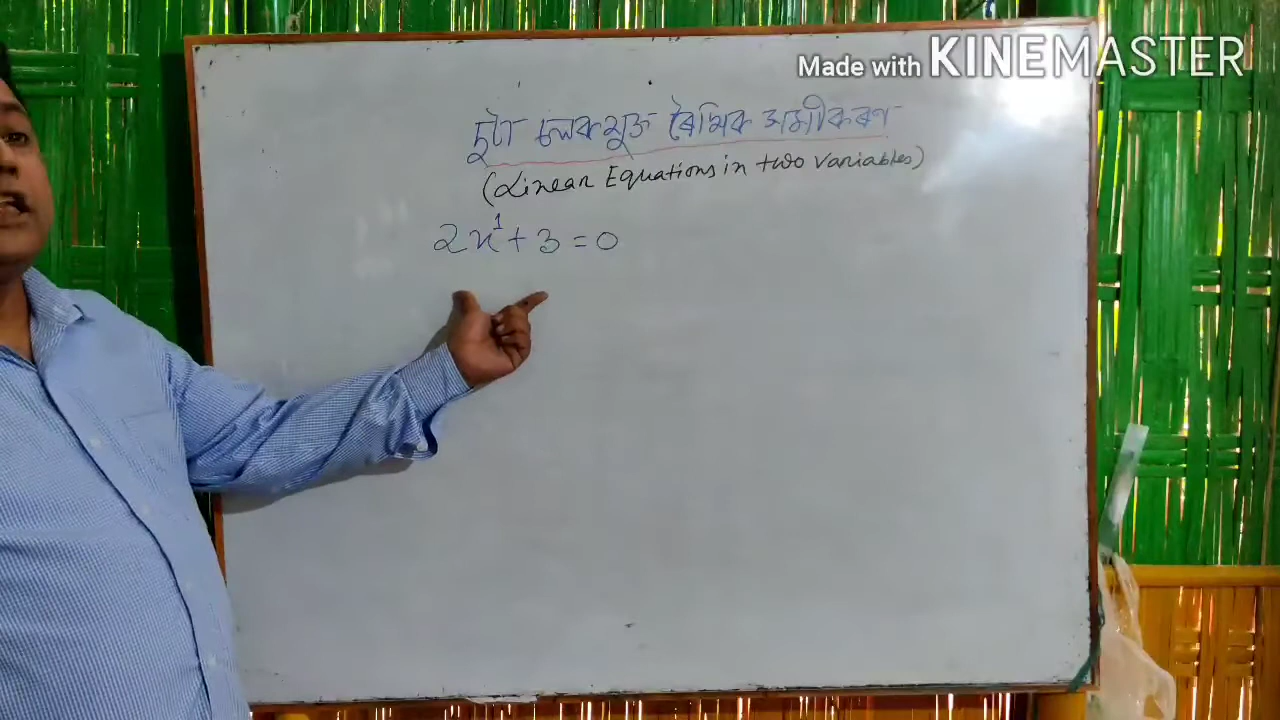 Made with KINEMASTER
দুটা চলকযুক্ত ৰৈখিক সমীকৰণ
(Linear Equations in two variables)
2x¹ + 3 = 0